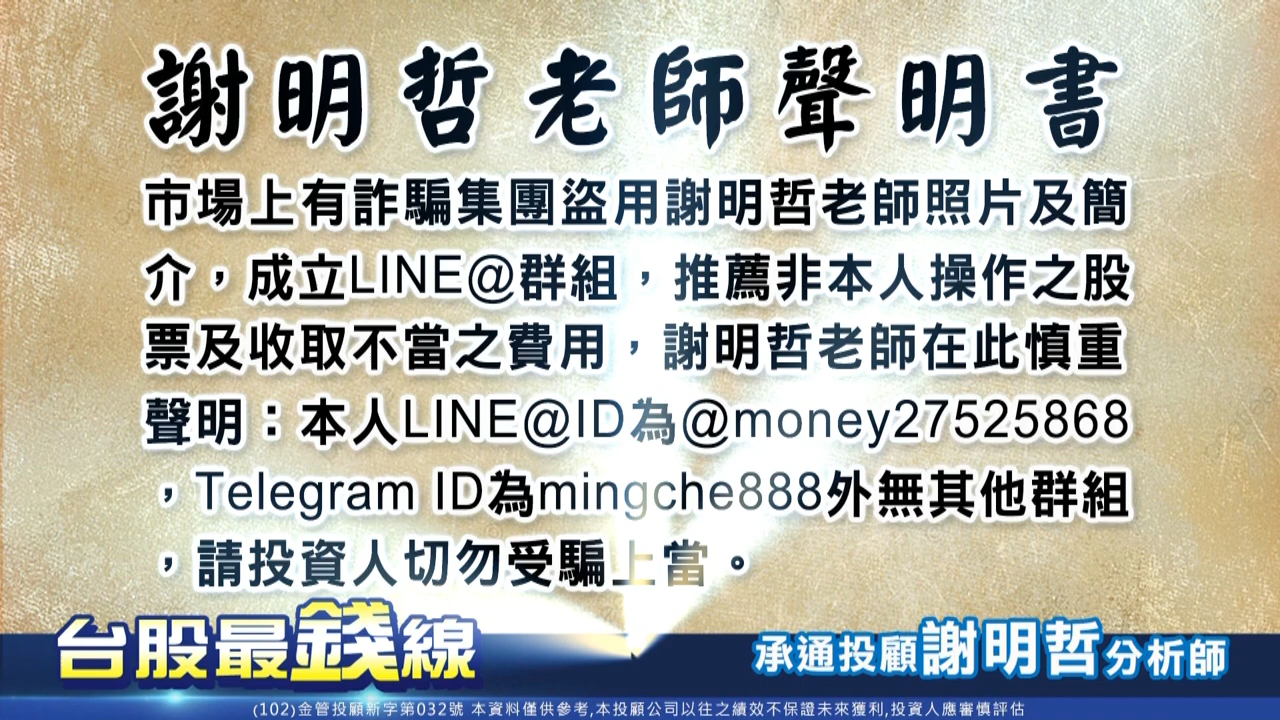 謝明哲老師聲明書
市場上有詐騙集團盜用謝明哲老師照片及簡
介，成立LINE@群組，推薦非本人操作之股
票及收取不當之費用，謝明哲老師在此慎重
聲明：本人LINE@ID為@money27525868
，Telegram ID為mingche888外無其他群組
，請投資人切勿受騙上當。
台股最錢線
承通投顧謝明哲分析師
(102)金管投顧新字第032號 本資料僅供參考,本投顧公司以往之績效不保證未來獲利,投資人應審慎評估